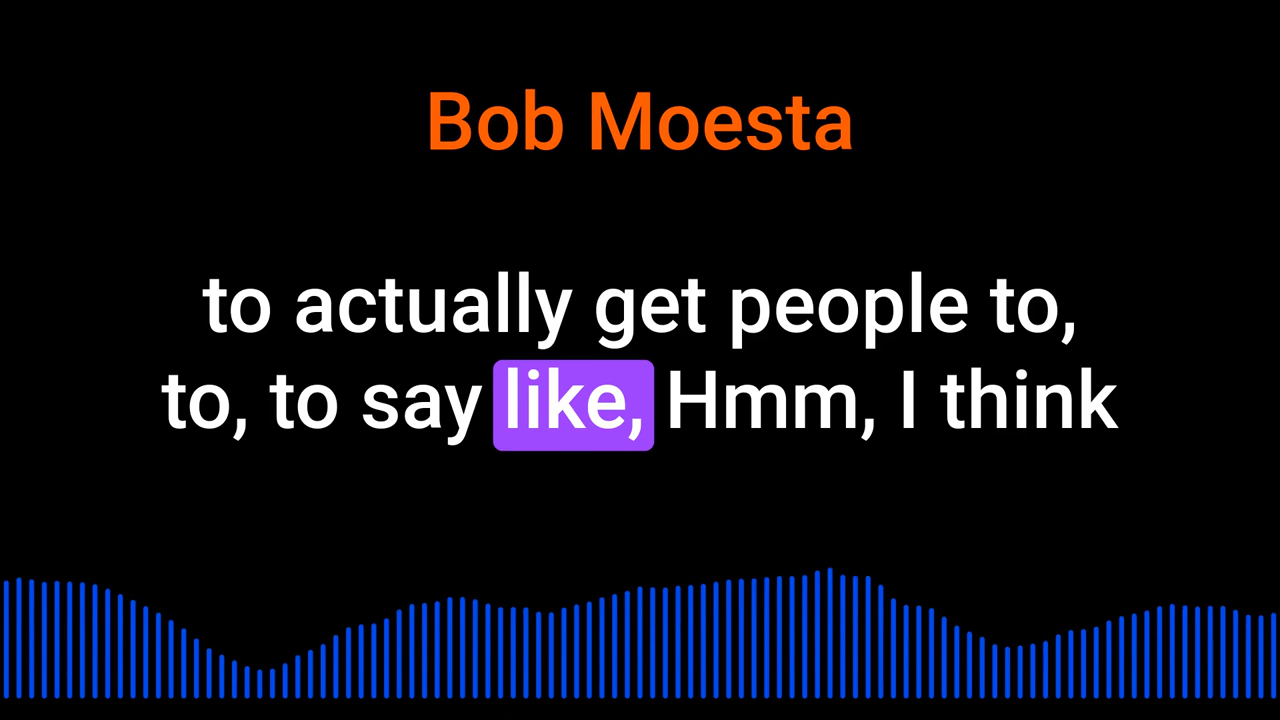 Bob Moesta
to actually get people to,
to, to say like, Hmm, I think